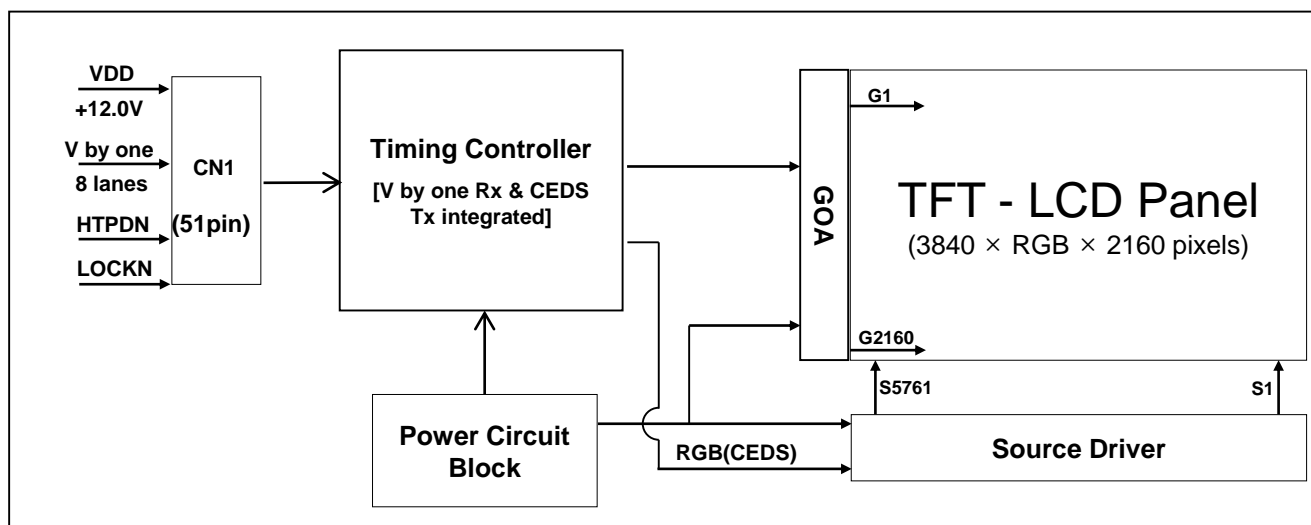 VDD
+12.0V
V by one
8 lanes
HTPDN
LOCKN
CN1
(51pin)
Timing Controller
[V by one Rx & CEDS
Tx integrated]
Power Circuit
Block
RGB(CEDS)
GOA
G1
TFT - LCD Panel
(3840 × RGB × 2160 pixels)
G2160
S5761
S1
Source Driver